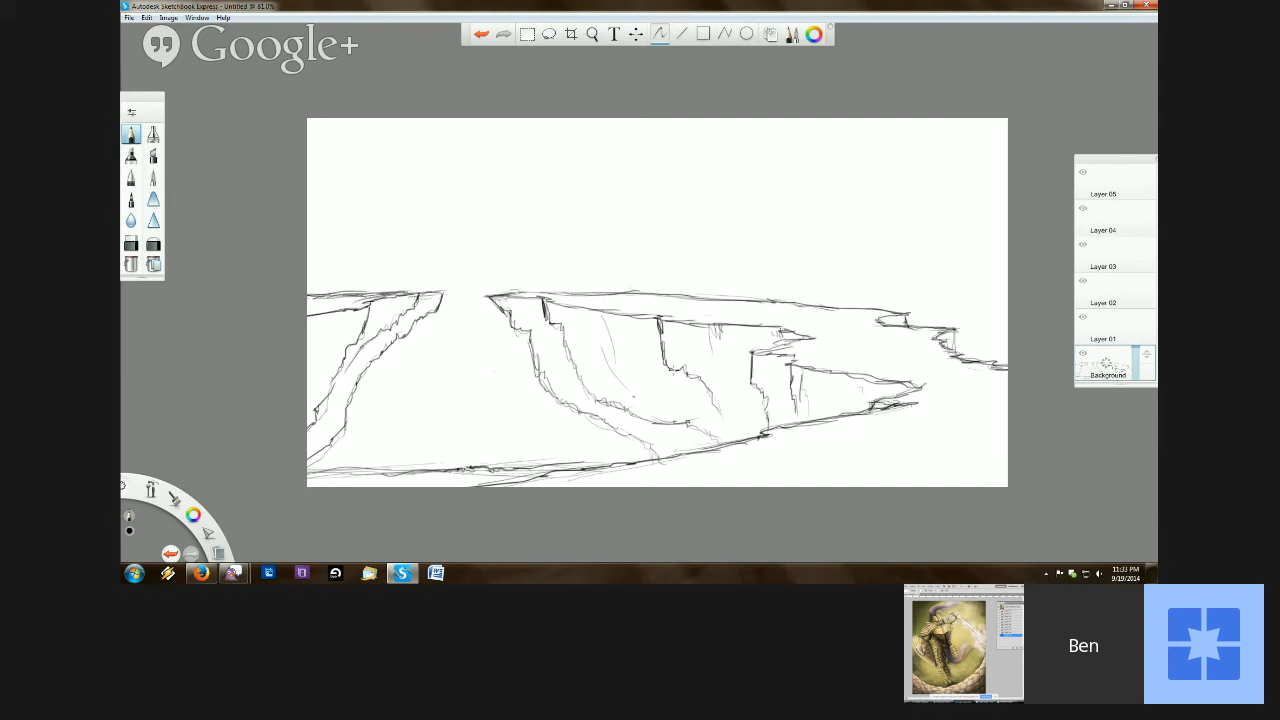 Autodesk SketchBook Express - Untitled @ 81.0%
File Edit Image Window Help
Google+
T
Layer 05
Layer 04
Layer 03
Layer 02
Layer 01
Background
11:33 PM
9/19/2014
Ben